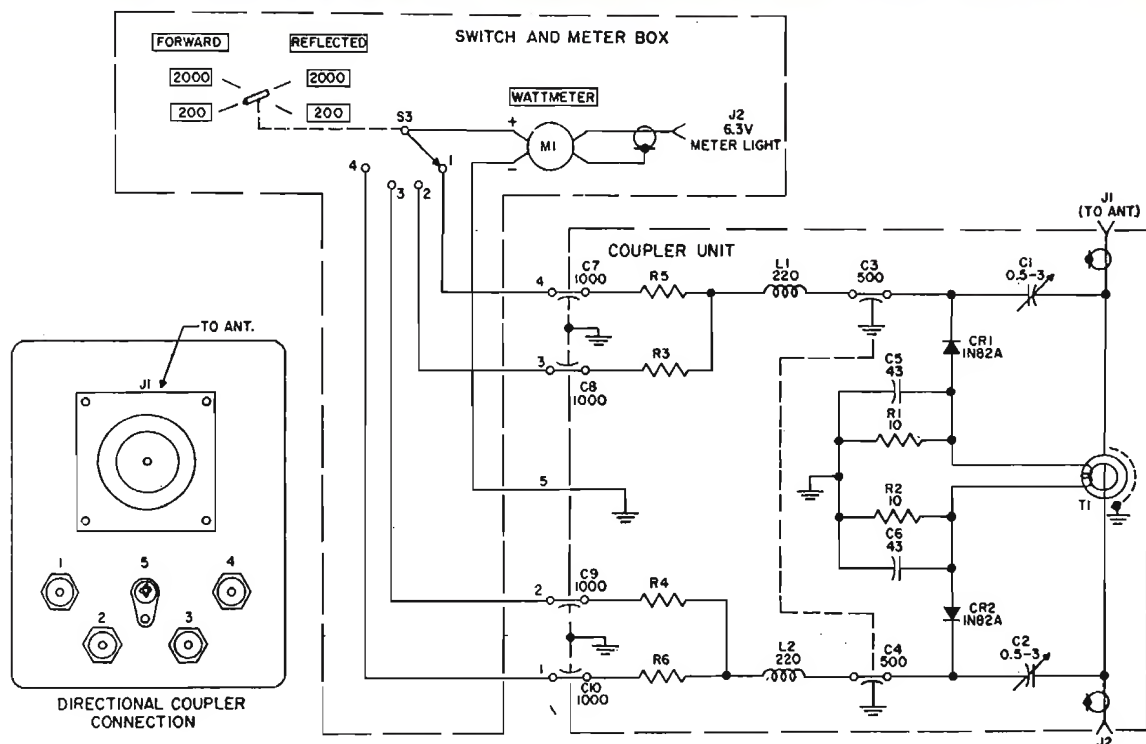 SWITCH AND METER BOX
FORWARD
REFLECTED
2000
2000
200
200
WATTMETER
S3
+
M1
-
J2
6.3V
METER LIGHT
4
3
2
1
J1
(TO ANT.)
COUPLER UNIT
4
C7
1000
R5
L1
220
C3
500
C1
0.5-3
3
C8
1000
R3
CR1
1N82A
C5
43
R1
10
5
R2
10
C6
43
T1
2
C9
1000
R4
CR2
1N82A
1
C10
1000
R6
L2
220
C4
500
C2
0.5-3
J2
TO ANT.
J1
1
5
4
2
3
DIRECTIONAL COUPLER
CONNECTION